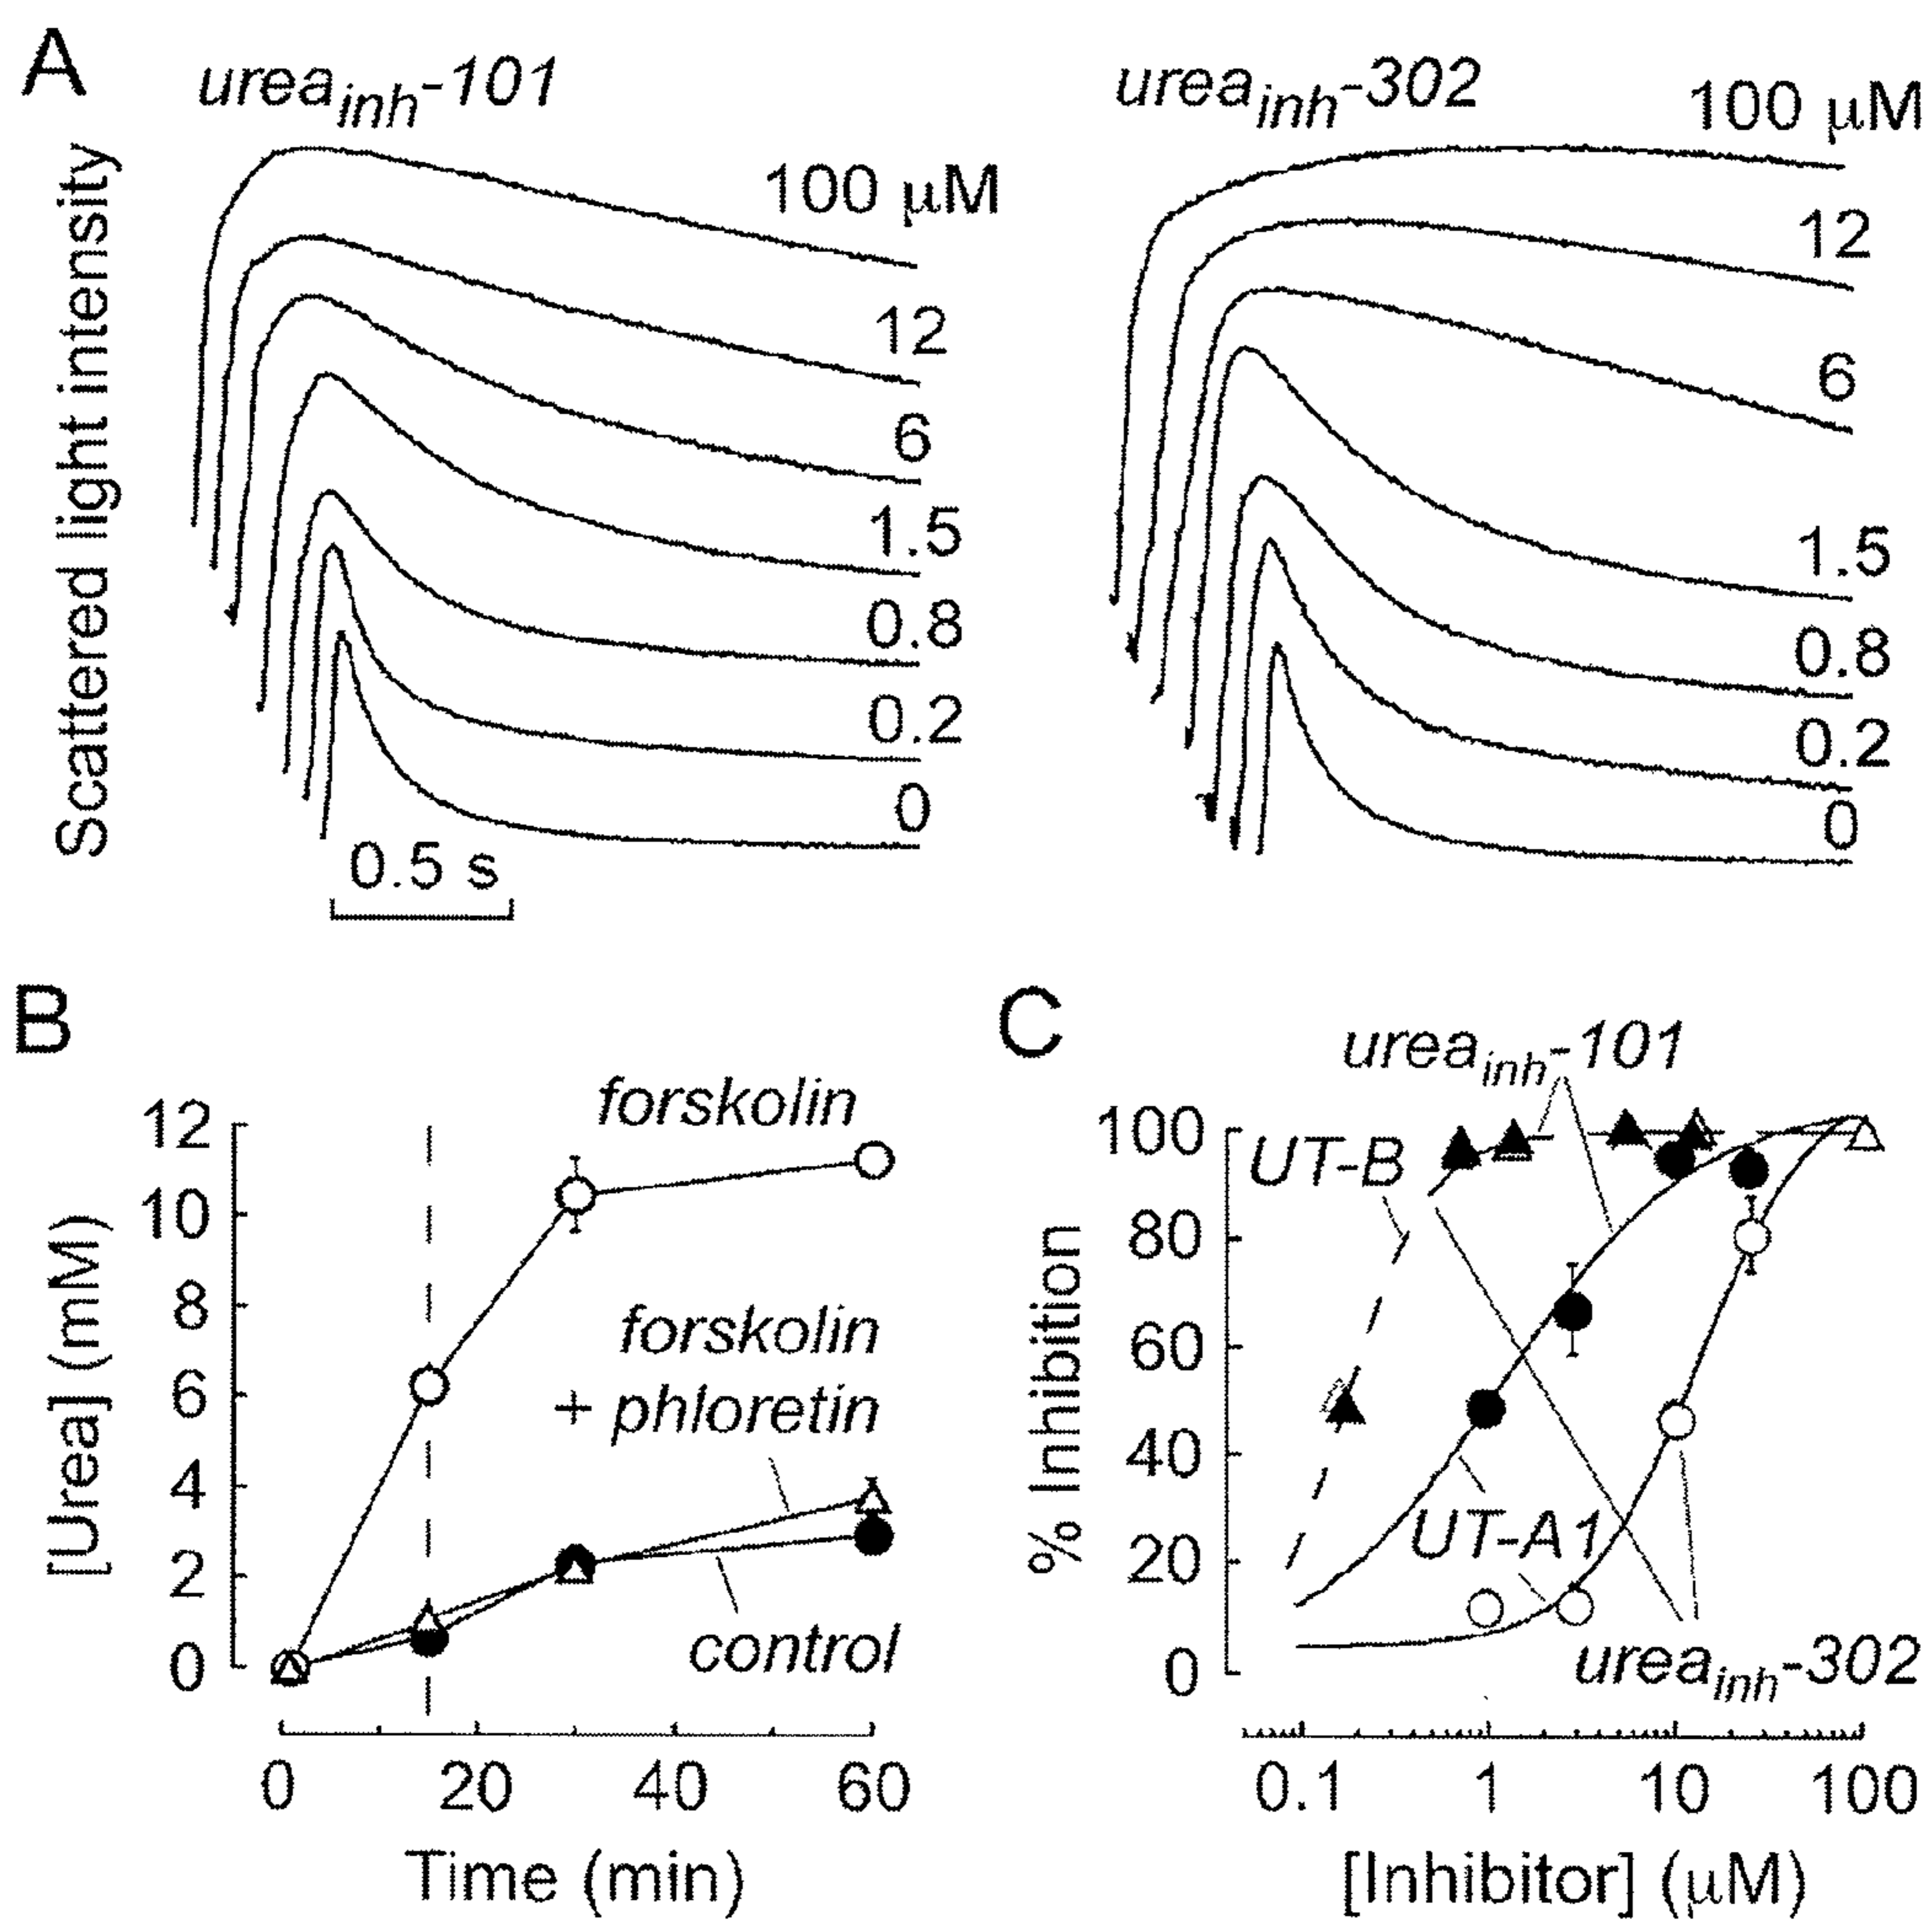 A
urea_inh-101
urea_inh-302
100 μM
100 μM
12
12
6
6
1.5
1.5
0.8
0.8
0.2
0.2
0
0
0.5 s
Scattered light intensity
B
12
10
8
6
4
2
0
[Urea] (mM)
forskolin
forskolin
+ phloretin
control
0 20 40 60
Time (min)
C
urea_inh-101
UT-B
UT-A1
urea_inh-302
100
80
60
40
20
0
% Inhibition
0.1 1 10 100
[Inhibitor] (μM)